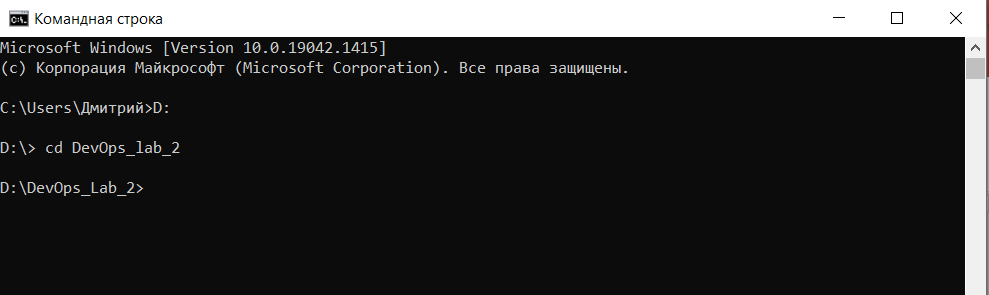 Командная строка
Microsoft Windows [Version 10.0.19042.1415]
(c) Корпорация Майкрософт (Microsoft Corporation). Все права защищены.
C:\Users\Дмитрий>D:
D:\> cd DevOps_lab_2
D:\DevOps_Lab_2>